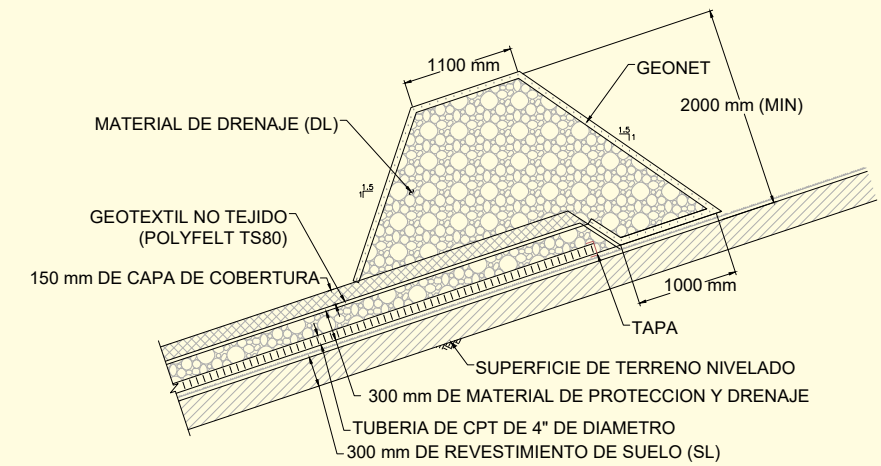 1100 mm
GEONET
2000 mm (MIN)
MATERIAL DE DRENAJE (DL)
1.5
1
1.5
1
GEOTEXTIL NO TEJIDO
(POLYFELT TS80)
150 mm DE CAPA DE COBERTURA
1000 mm
TAPA
SUPERFICIE DE TERRENO NIVELADO
300 mm DE MATERIAL DE PROTECCION Y DRENAJE
TUBERIA DE CPT DE 4" DE DIAMETRO
300 mm DE REVESTIMIENTO DE SUELO (SL)